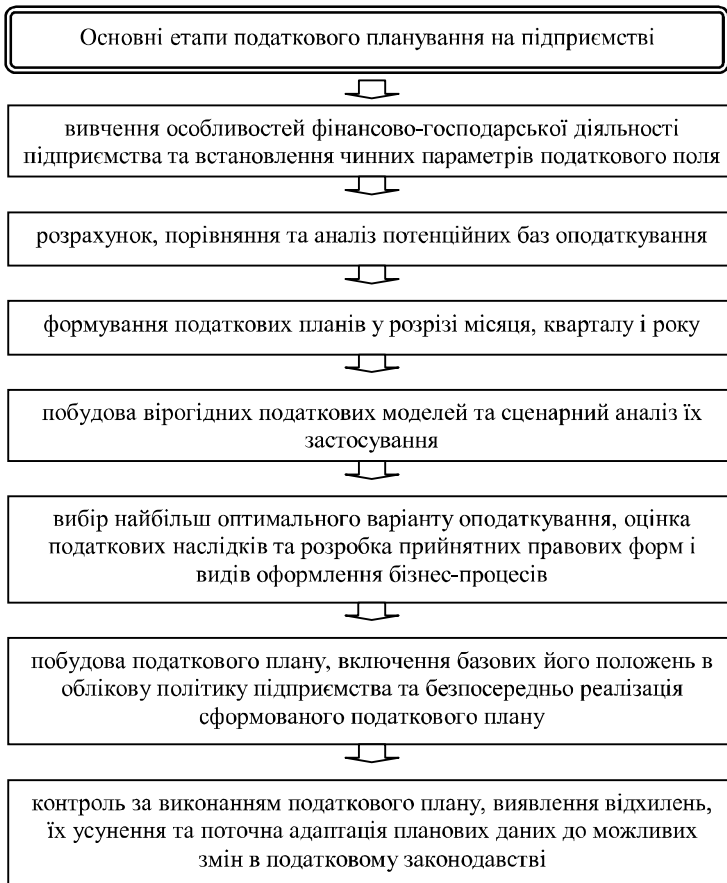 Основні етапи податкового планування на підприємстві
вивчення особливостей фінансово-господарської діяльності
підприємства та встановлення чинних параметрів податкового поля
розрахунок, порівняння та аналіз потенційних баз оподаткування
формування податкових планів у розрізі місяця, кварталу і року
побудова вірогідних податкових моделей та сценарний аналіз їх
застосування
вибір найбільш оптимального варіанту оподаткування, оцінка
податкових наслідків та розробка прийнятних правових форм і
видів оформлення бізнес-процесів
побудова податкового плану, включення базових його положень в
облікову політику підприємства та безпосередньо реалізація
сформованого податкового плану
контроль за виконанням податкового плану, виявлення відхилень,
їх усунення та поточна адаптація планових даних до можливих
змін в податковому законодавстві